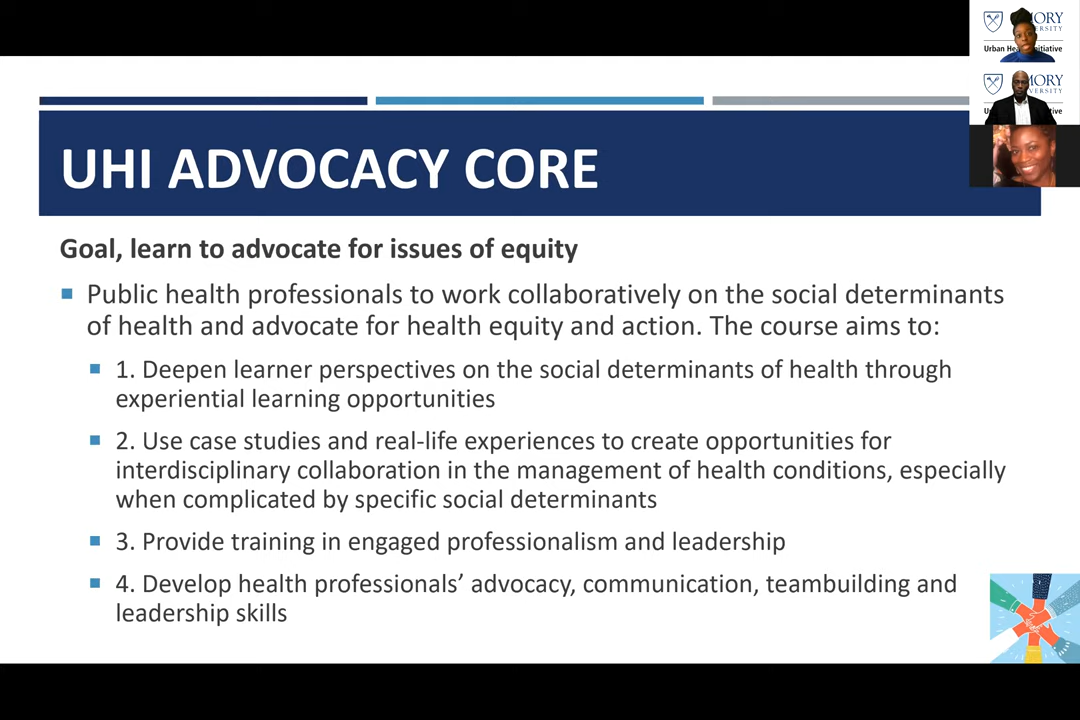 UHI ADVOCACY CORE
Goal, learn to advocate for issues of equity
Public health professionals to work collaboratively on the social determinants
of health and advocate for health equity and action. The course aims to:
1. Deepen learner perspectives on the social determinants of health through
experiential learning opportunities
2. Use case studies and real-life experiences to create opportunities for
interdisciplinary collaboration in the management of health conditions, especially
when complicated by specific social determinants
3. Provide training in engaged professionalism and leadership
4. Develop health professionals’ advocacy, communication, teambuilding and
leadership skills